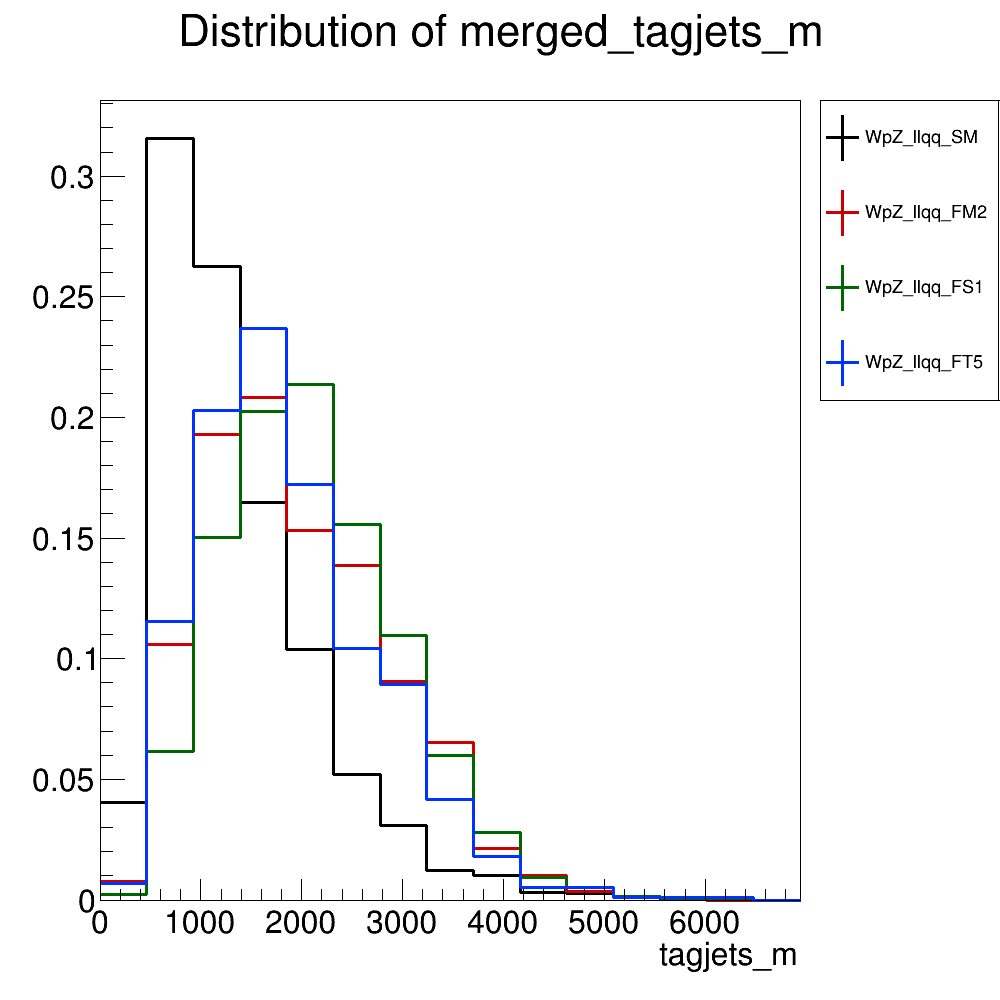 Distribution of merged_tagjets_m
WpZ_llqq_SM
WpZ_llqq_FM2
WpZ_llqq_FS1
WpZ_llqq_FT5
0.3
0.25
0.2
0.15
0.1
0.05
0
0 1000 2000 3000 4000 5000 6000
tagjets_m